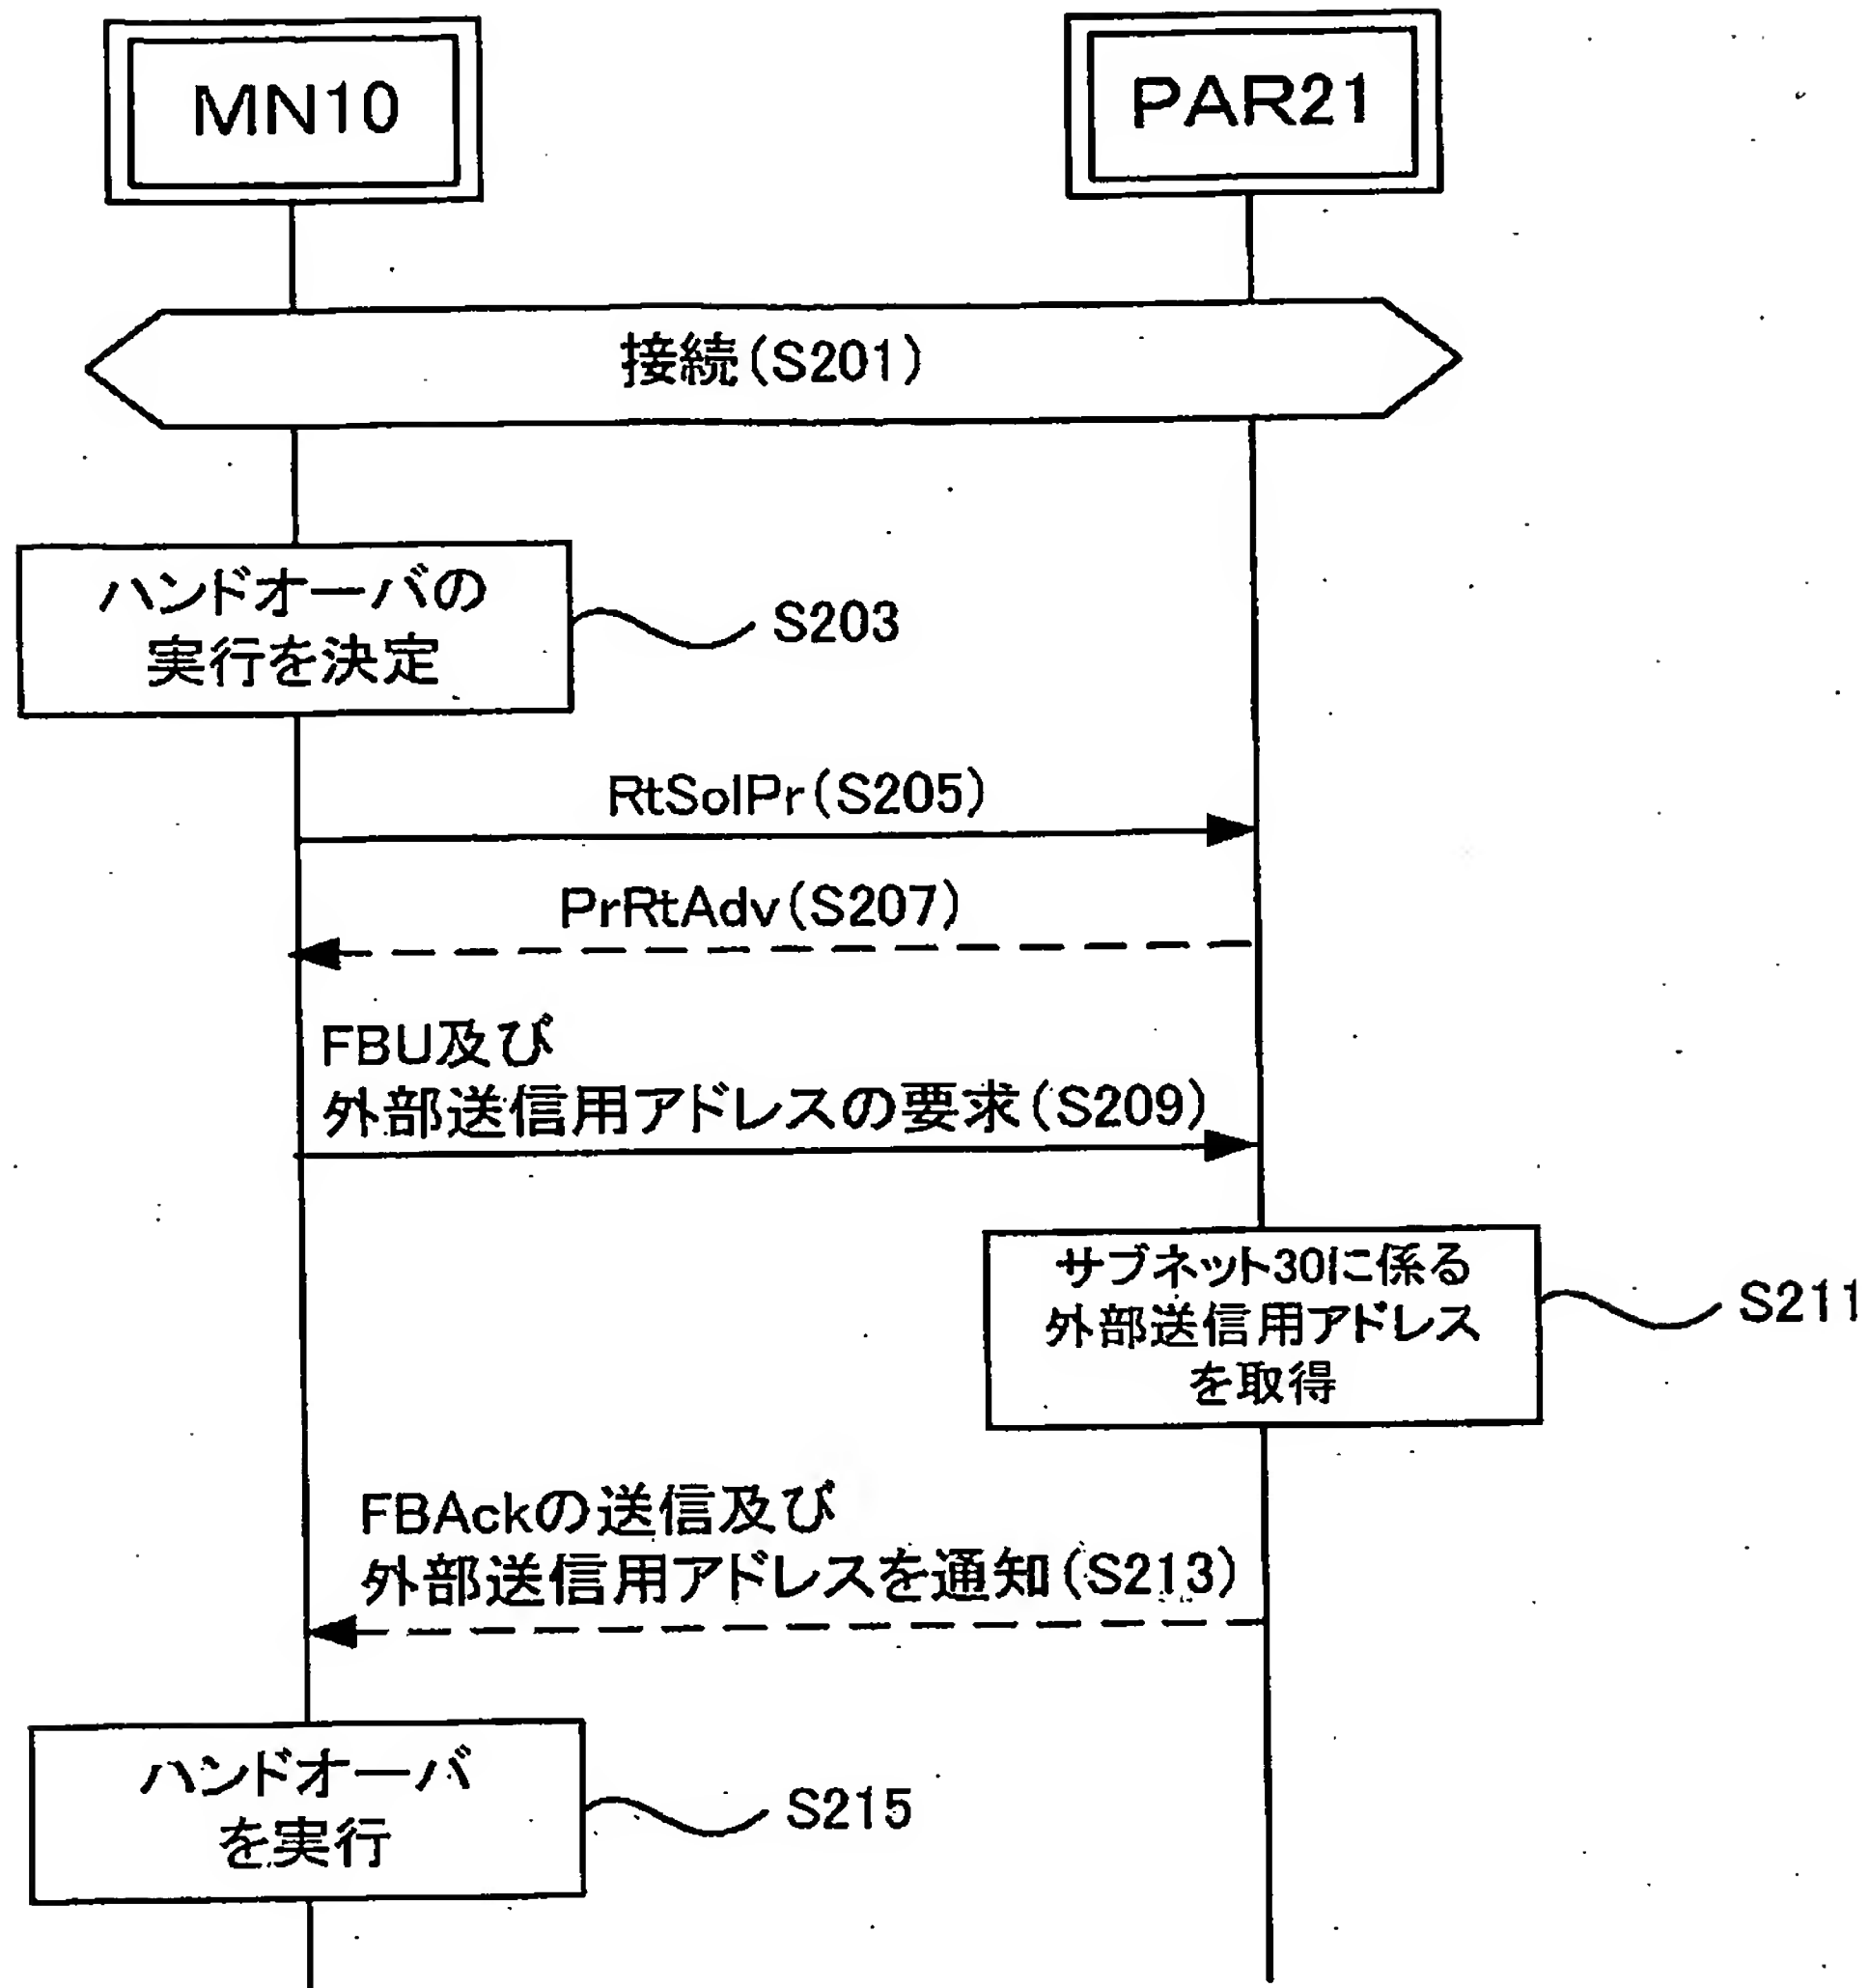 MN10
PAR21
接続(S201)
ハンドオーバの
実行を決定
S203
RtSolPr(S205)
PrRtAdv(S207)
FBU及び
外部送信用アドレスの要求(S209)
サブネット30に係る
外部送信用アドレス
を取得
S211
FBAckの送信及び
外部送信用アドレスを通知(S213)
ハンドオーバ
を実行
S215